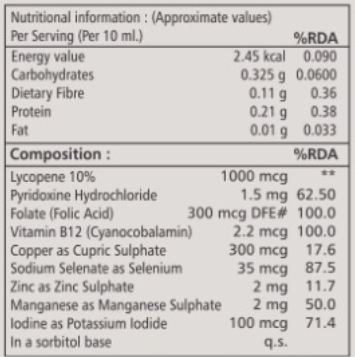 Nutritional information : (Approximate values)
Per Serving (Per 10 ml.) %RDA
Energy value 2.45 kcal 0.090
Carbohydrates 0.325 g 0.0600
Dietary Fibre 0.11 g 0.36
Protein 0.21 g 0.38
Fat 0.01 g 0.033
Composition : %RDA
Lycopene 10% 1000 mcg **
Pyridoxine Hydrochloride 1.5 mg 62.50
Folate (Folic Acid) 300 mcg DFE# 100.0
Vitamin B12 (Cyanocobalamin) 2.2 mcg 100.0
Copper as Cupric Sulphate 300 mcg 17.6
Sodium Selenate as Selenium 35 mcg 87.5
Zinc as Zinc Sulphate 2 mg 11.7
Manganese as Manganese Sulphate 2 mg 50.0
Iodine as Potassium Iodide 100 mcg 71.4
In a sorbitol base q.s.